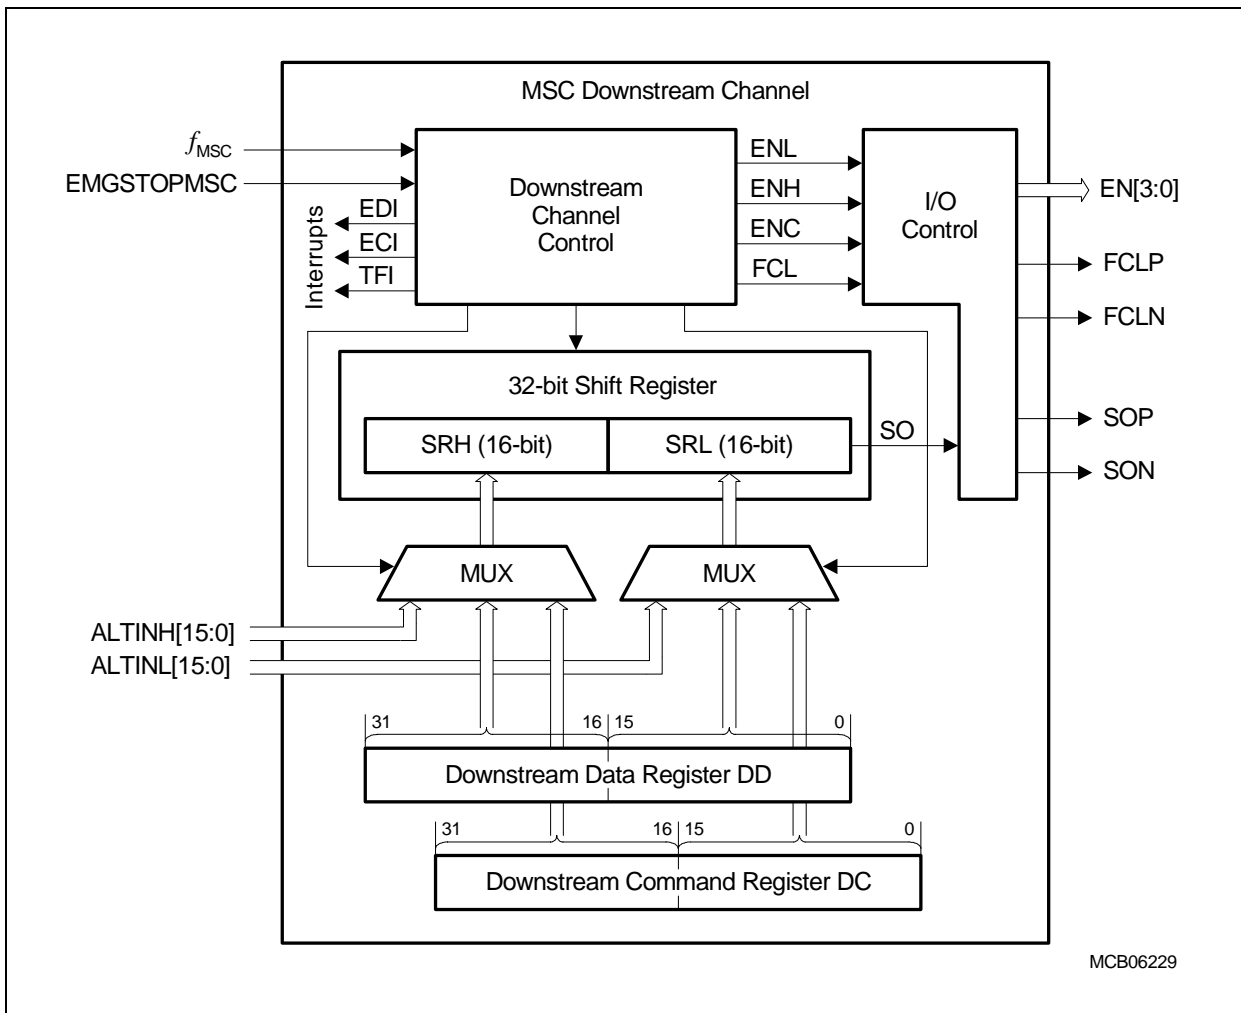 MSC Downstream Channel
fMSC
EMGSTOPMSC
Interrupts
EDI
ECI
TFI
Downstream
Channel
Control
ENL
ENH
ENC
FCL
I/O
Control
EN[3:0]
FCLP
FCLN
SOP
SON
32-bit Shift Register
SRH (16-bit)
SRL (16-bit)
SO
MUX
MUX
ALTINH[15:0]
ALTINL[15:0]
31
16
15
0
Downstream Data Register DD
31
16
15
0
Downstream Command Register DC
MCB06229